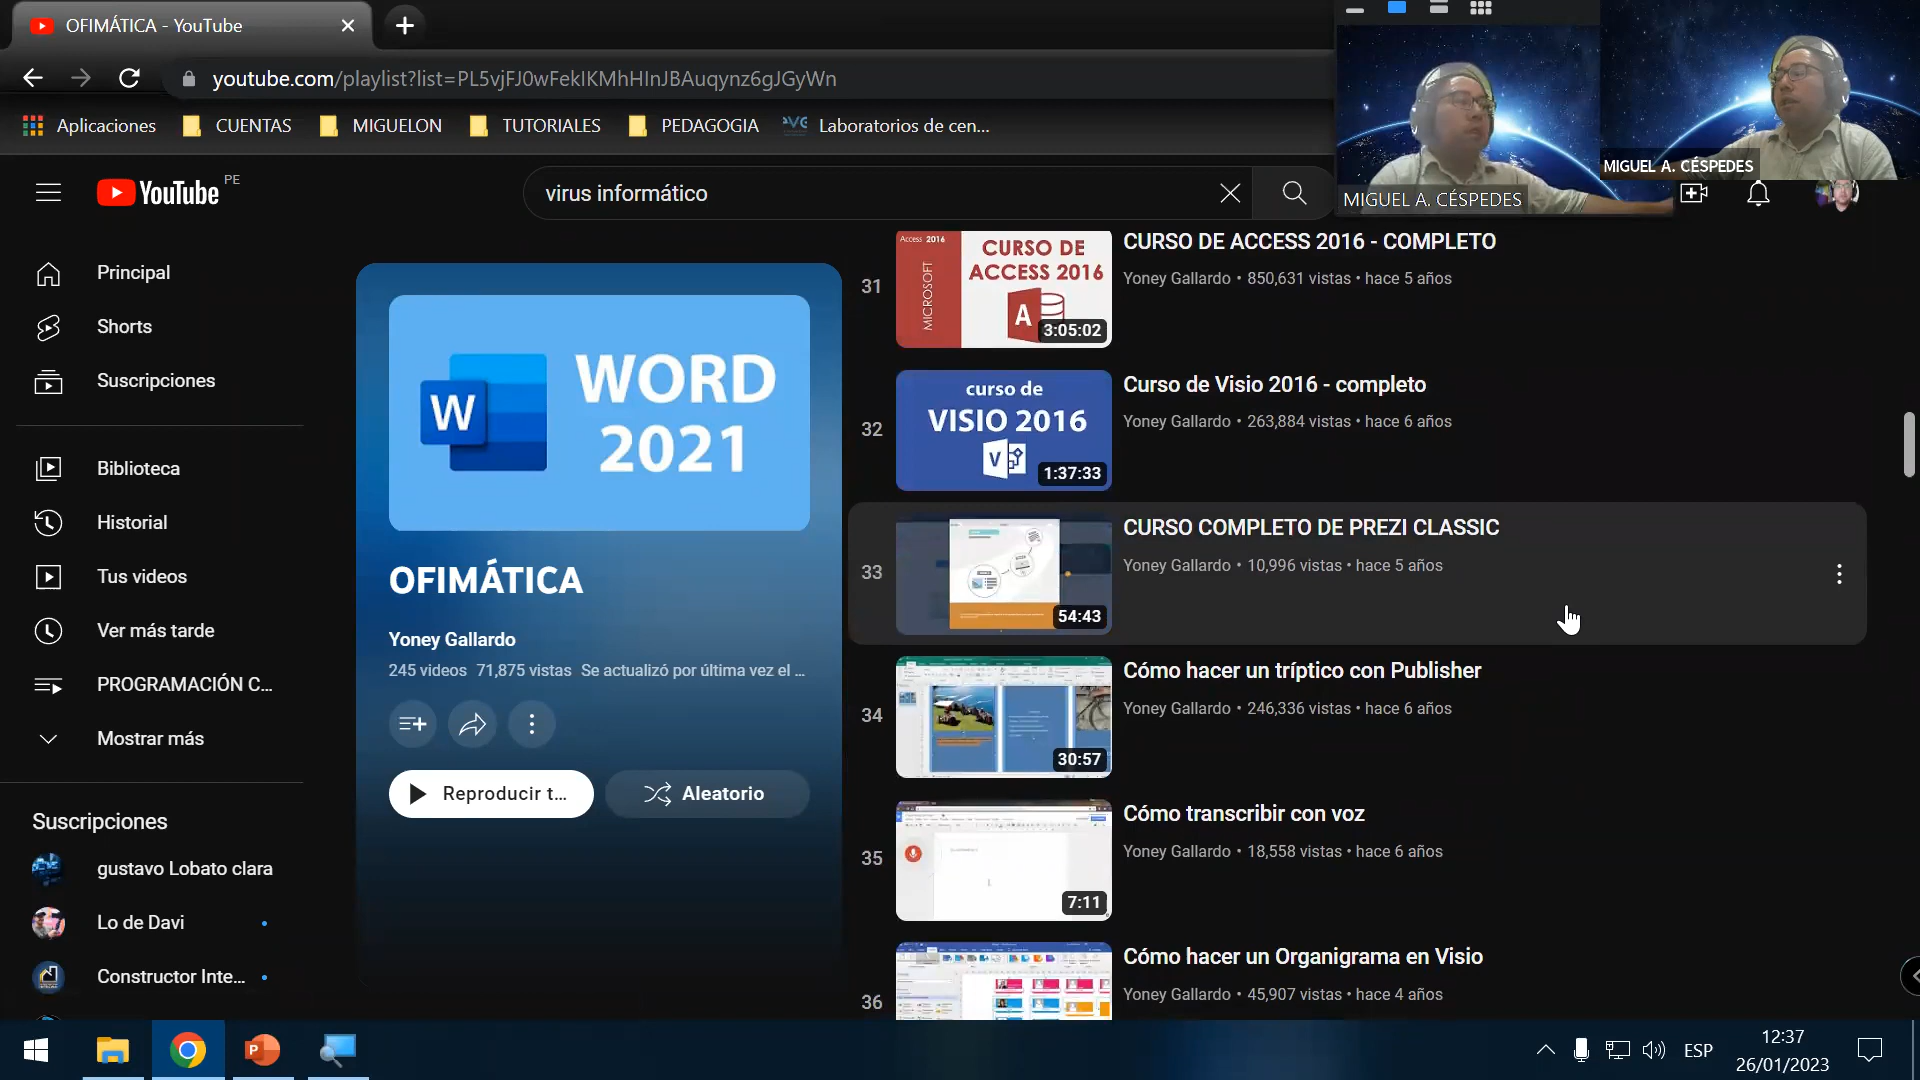 OFIMÁTICA - YouTube
youtube.com/playlist?list=PL5vjFJ0wFekIKMhHInJBAuqynz6gJGyWn
Aplicaciones
CUENTAS
MIGUELON
TUTORIALES
PEDAGOGIA
Laboratorios de cen...
MIGUEL A. CÉSPEDES
MIGUEL A. CÉSPEDES
YouTube PE
virus informático
Principal
Shorts
Suscripciones
Biblioteca
Historial
Tus videos
Ver más tarde
PROGRAMACIÓN C...
Mostrar más
Suscripciones
gustavo Lobato clara
Lo de Davi
Constructor Inte...
W
WORD
2021
OFIMÁTICA
Yoney Gallardo
245 videos 71,875 vistas Se actualizó por última vez el ...
Reproducir t...
Aleatorio
31
Access 2016
MICROSOFT
CURSO DE
ACCESS 2016
A
3:05:02
CURSO DE ACCESS 2016 - COMPLETO
Yoney Gallardo • 850,631 vistas • hace 5 años
32
curso de
VISIO 2016
V
1:37:33
Curso de Visio 2016 - completo
Yoney Gallardo • 263,884 vistas • hace 6 años
33
54:43
CURSO COMPLETO DE PREZI CLASSIC
Yoney Gallardo • 10,996 vistas • hace 5 años
34
30:57
Cómo hacer un tríptico con Publisher
Yoney Gallardo • 246,336 vistas • hace 6 años
35
7:11
Cómo transcribir con voz
Yoney Gallardo • 18,558 vistas • hace 6 años
36
Cómo hacer un Organigrama en Visio
Yoney Gallardo • 45,907 vistas • hace 4 años
P
ESP
12:37
26/01/2023